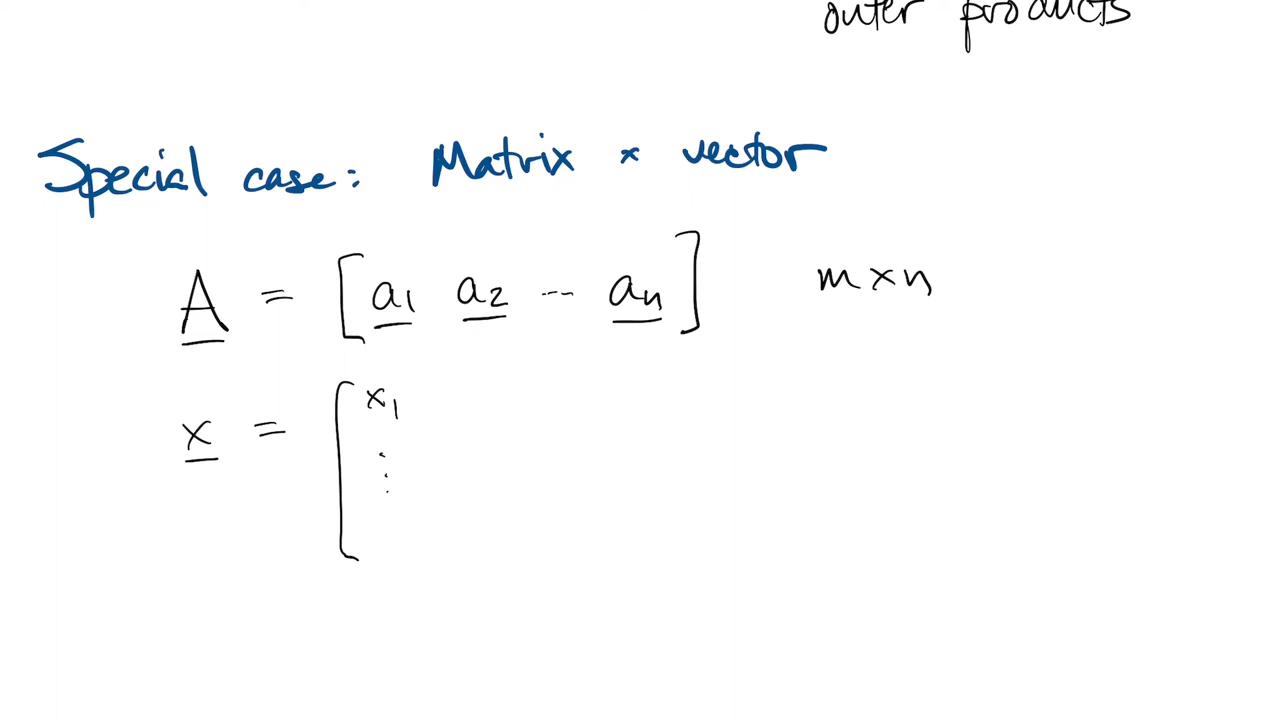 outer products
Special case: Matrix × vector
A = [a1 a2 ... an] m×n
x = [x1
⋮